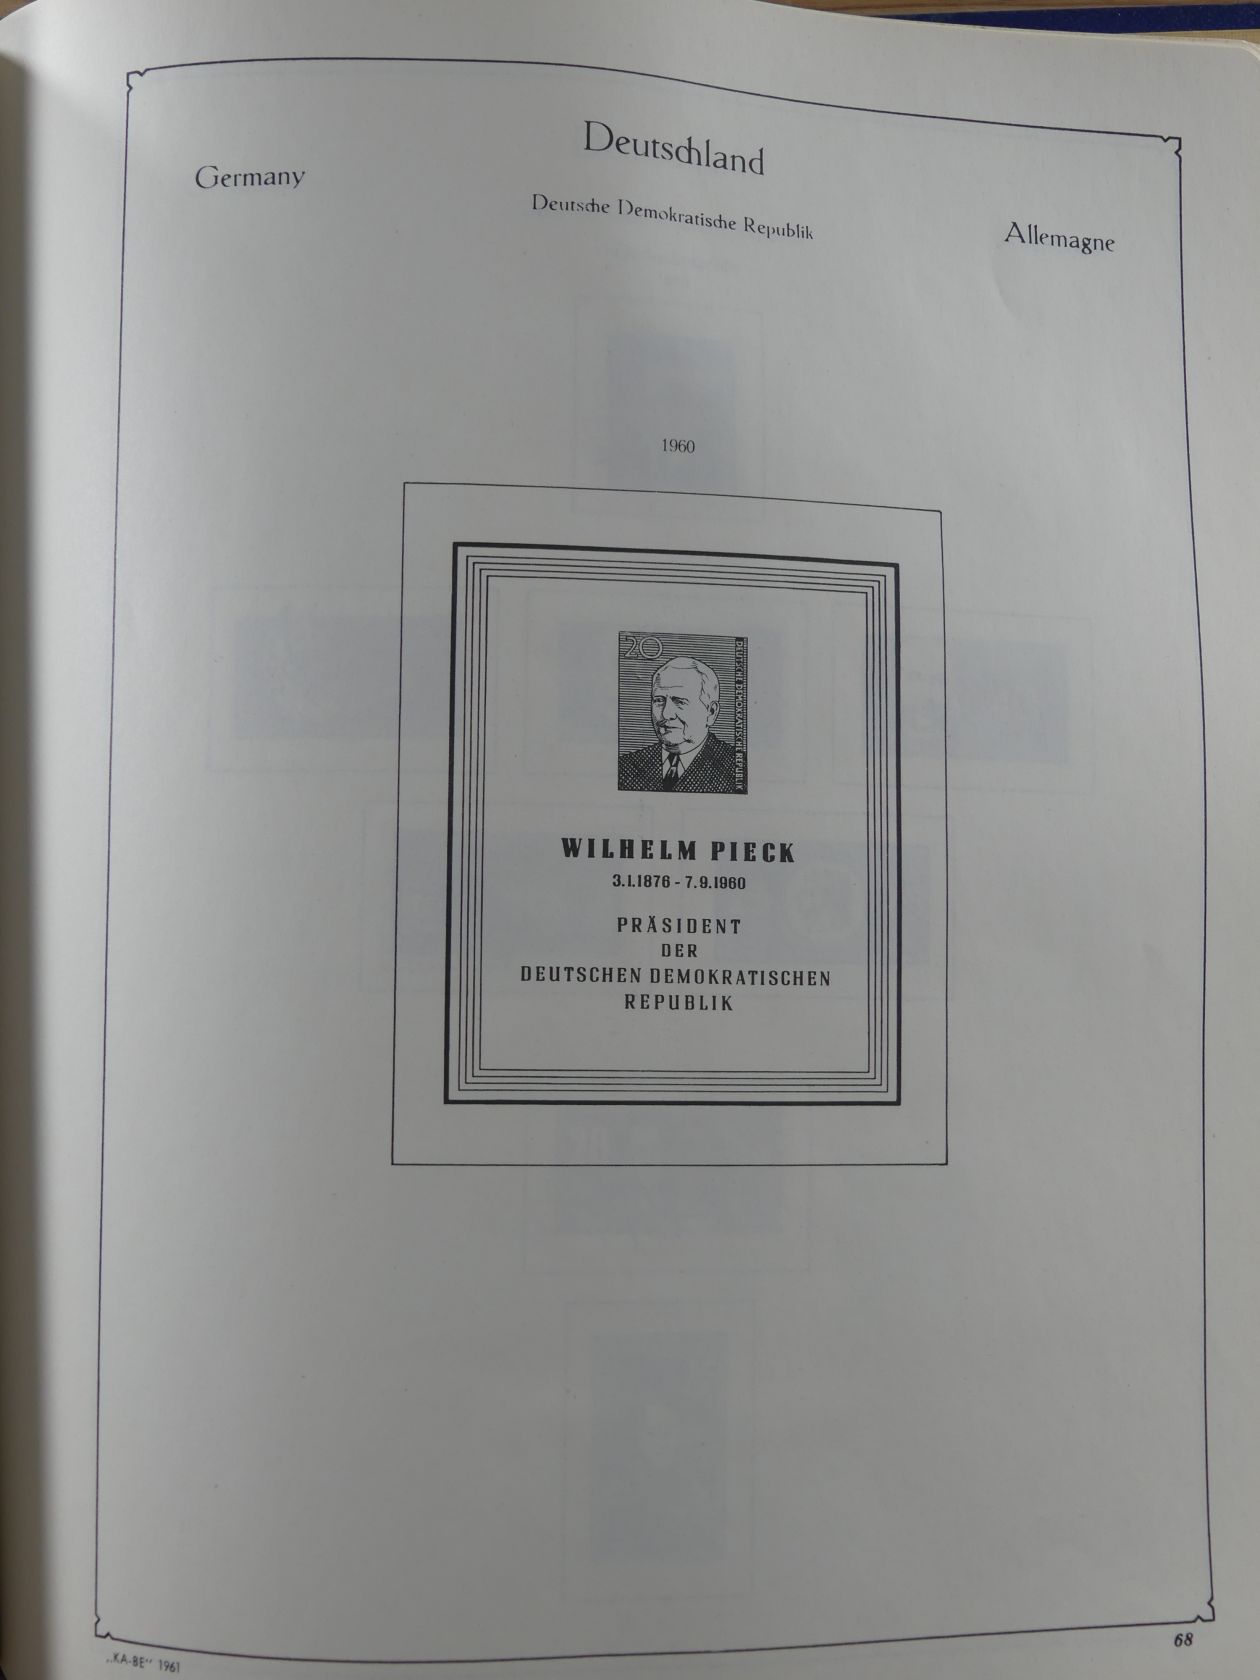 Deutschland
Germany
Deutsche Demokratische Republik
Allemagne
1960
20
DEUTSCHE DEMOKRATISCHE REPUBLIK
WILHELM PIECK
3.1.1876 - 7.9.1960
PRÄSIDENT
DER
DEUTSCHEN DEMOKRATISCHEN
REPUBLIK
„KA-BE“ 1961
68